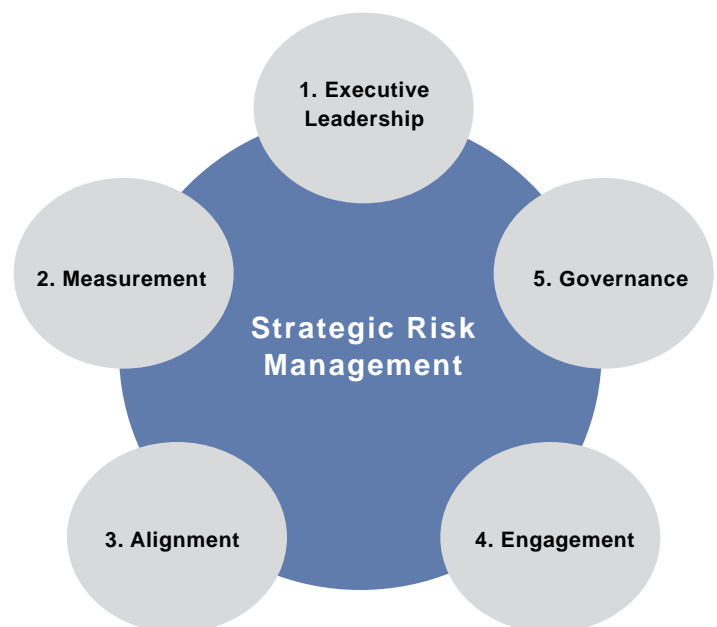 1. Executive
Leadership
2. Measurement
5. Governance
Strategic Risk
Management
3. Alignment
4. Engagement